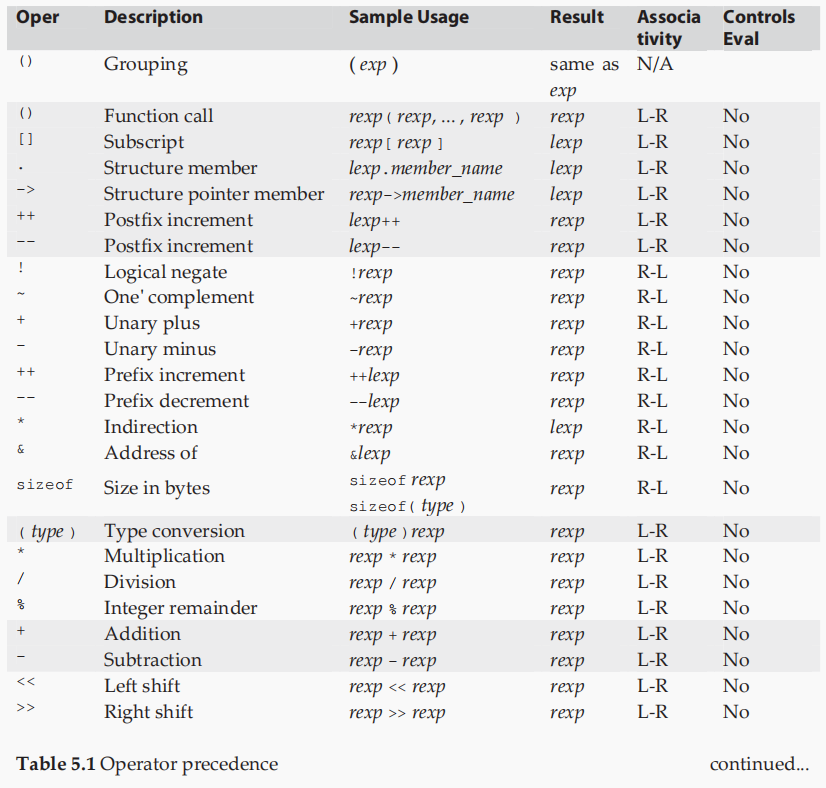 Oper Description Sample Usage Result Associa Controls
tivity Eval
() Grouping ( exp ) same as N/A
exp
() Function call rexp( rexp, ... , rexp ) rexp L-R No
[] Subscript rexp[ rexp ] lexp L-R No
. Structure member lexp.member_name lexp L-R No
-> Structure pointer member rexp->member_name lexp L-R No
++ Postfix increment lexp++ rexp L-R No
-- Postfix increment lexp-- rexp L-R No
! Logical negate !rexp rexp R-L No
~ One' complement ~rexp rexp R-L No
+ Unary plus +rexp rexp R-L No
- Unary minus -rexp rexp R-L No
++ Prefix increment ++lexp rexp R-L No
-- Prefix decrement --lexp rexp R-L No
* Indirection *rexp lexp R-L No
& Address of &lexp rexp R-L No
sizeof Size in bytes sizeof rexp rexp R-L No
sizeof( type )
( type ) Type conversion ( type )rexp rexp L-R No
* Multiplication rexp * rexp rexp L-R No
/ Division rexp / rexp rexp L-R No
% Integer remainder rexp % rexp rexp L-R No
+ Addition rexp + rexp rexp L-R No
- Subtraction rexp - rexp rexp L-R No
<< Left shift rexp << rexp rexp L-R No
>> Right shift rexp >> rexp rexp L-R No
Table 5.1 Operator precedence continued...